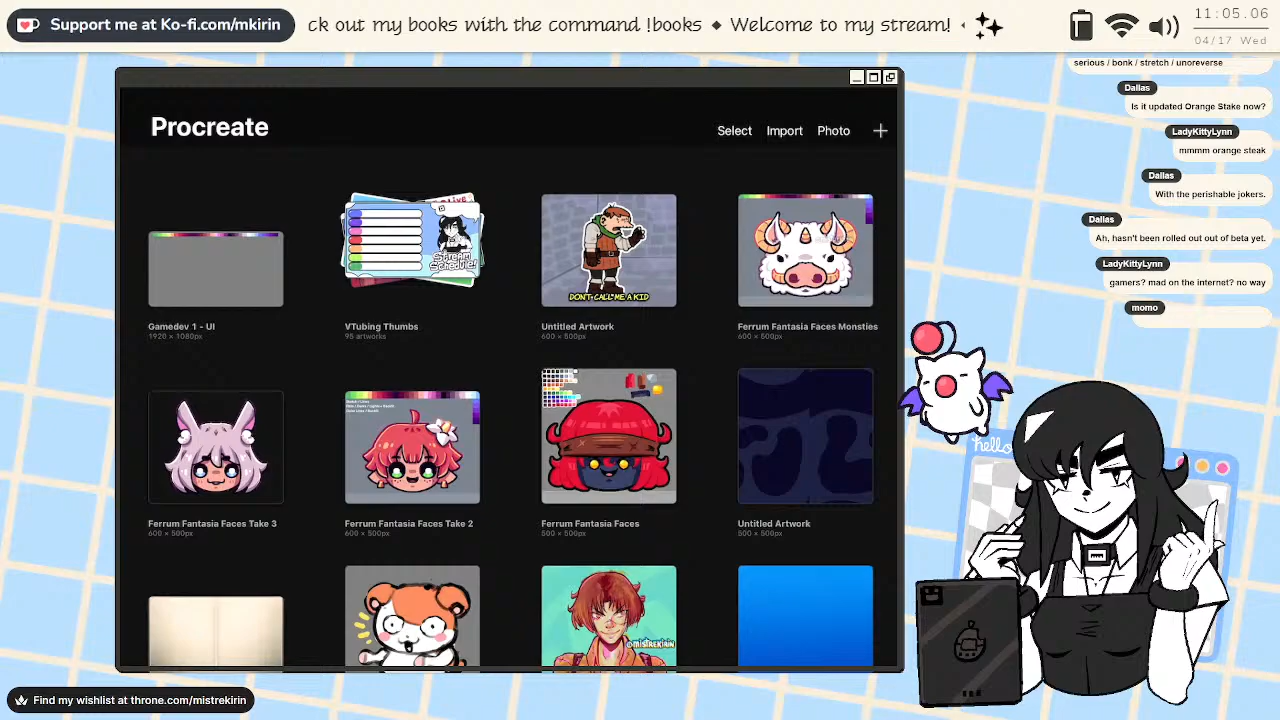 Support me at Ko-fi.com/mkirin
ck out my books with the command !books ◆ Welcome to my stream!
11:05.06
04/17 Wed
serious / bonk / stretch / unoreverse
Dallas
Is it updated Orange Stake now?
LadyKittyLynn
mmmm orange steak
Dallas
With the perishable jokers.
Dallas
Ah, hasn't been rolled out out of beta yet.
LadyKittyLynn
gamers? mad on the internet? no way
momo
Procreate
Select
Import
Photo
Stream
Scheduler
DON'T CALL ME A KID
Gamedev 1 - UI
1920 × 1080px
VTubing Thumbs
95 artworks
Untitled Artwork
600 × 500px
Ferrum Fantasia Faces Monsties
600 × 500px
Ferrum Fantasia Faces Take 3
600 × 500px
Ferrum Fantasia Faces Take 2
600 × 500px
Ferrum Fantasia Faces
500 × 500px
Untitled Artwork
500 × 500px
@MISTREKIRIN
hello
Find my wishlist at throne.com/mistrekirin